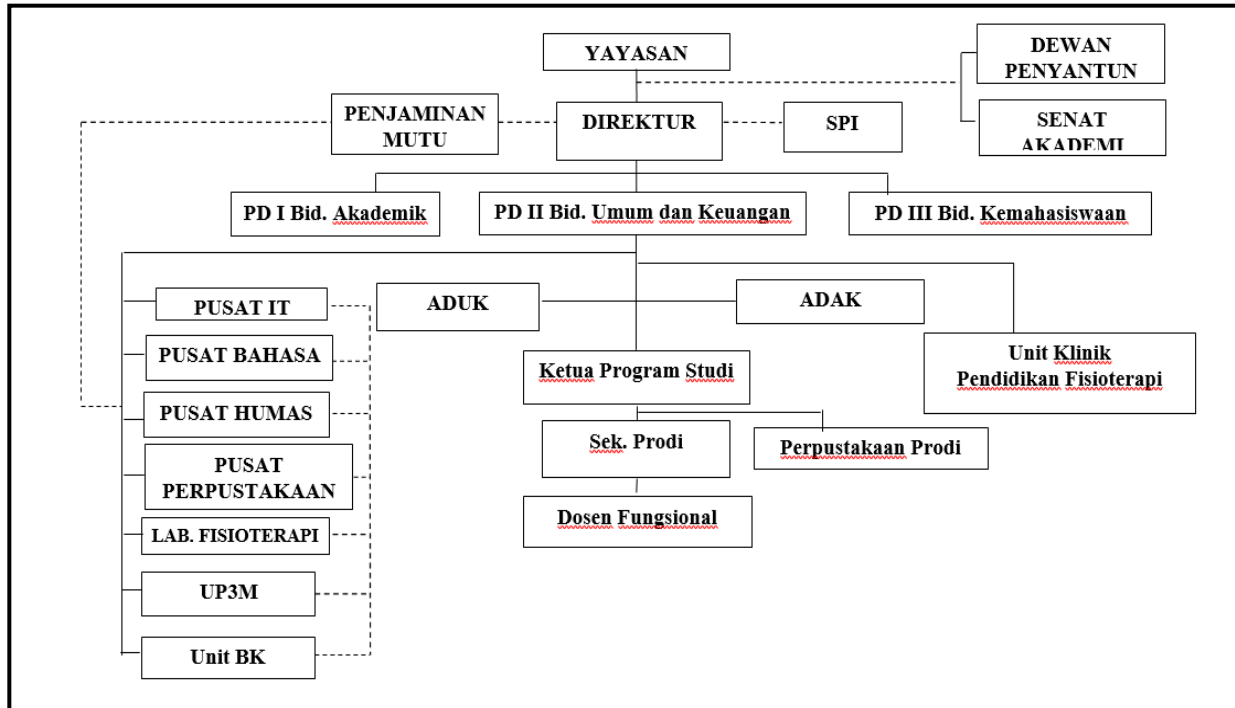 YAYASAN
DEWAN
PENYANTUN
PENJAMINAN
MUTU
DIREKTUR
SPI
SENAT
AKADEMI
PD I Bid. Akademik
PD II Bid. Umum dan Keuangan
PD III Bid. Kemahasiswaan
PUSAT IT
ADUK
ADAK
PUSAT BAHASA
Ketua Program Studi
Unit Klinik
Pendidikan Fisioterapi
PUSAT HUMAS
Sek. Prodi
Perpustakaan Prodi
PUSAT
PERPUSTAKAAN
Dosen Fungsional
LAB. FISIOTERAPI
UP3M
Unit BK